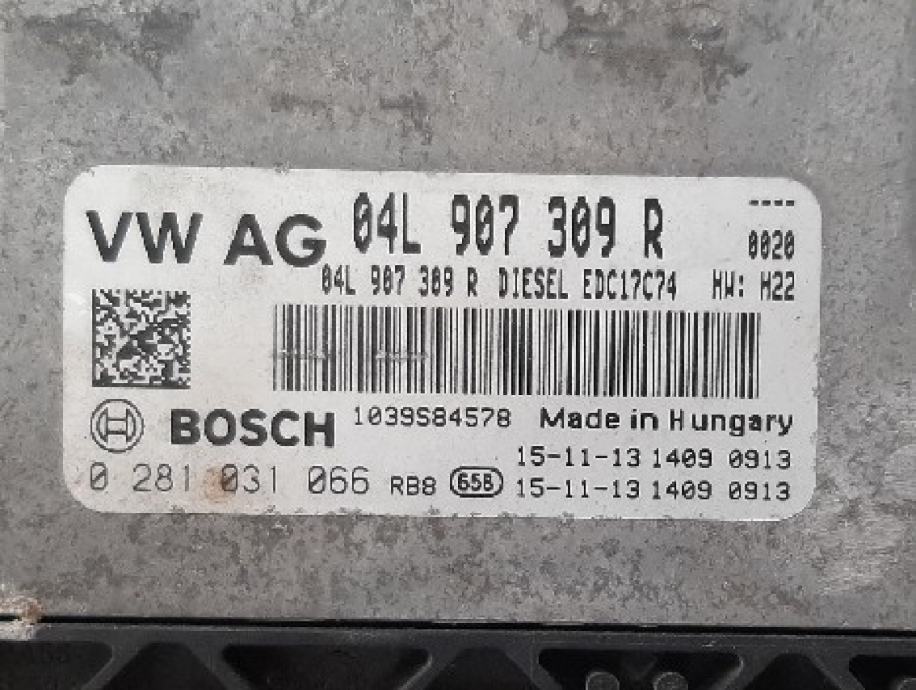 VW AG 04L 907 309 R ----
0020
04L 907 309 R DIESEL EDC17C74 HW: H22
BOSCH 1039S84578 Made in Hungary
15-11-13 1409 0913
0 281 031 066 RB8 65B 15-11-13 1409 0913